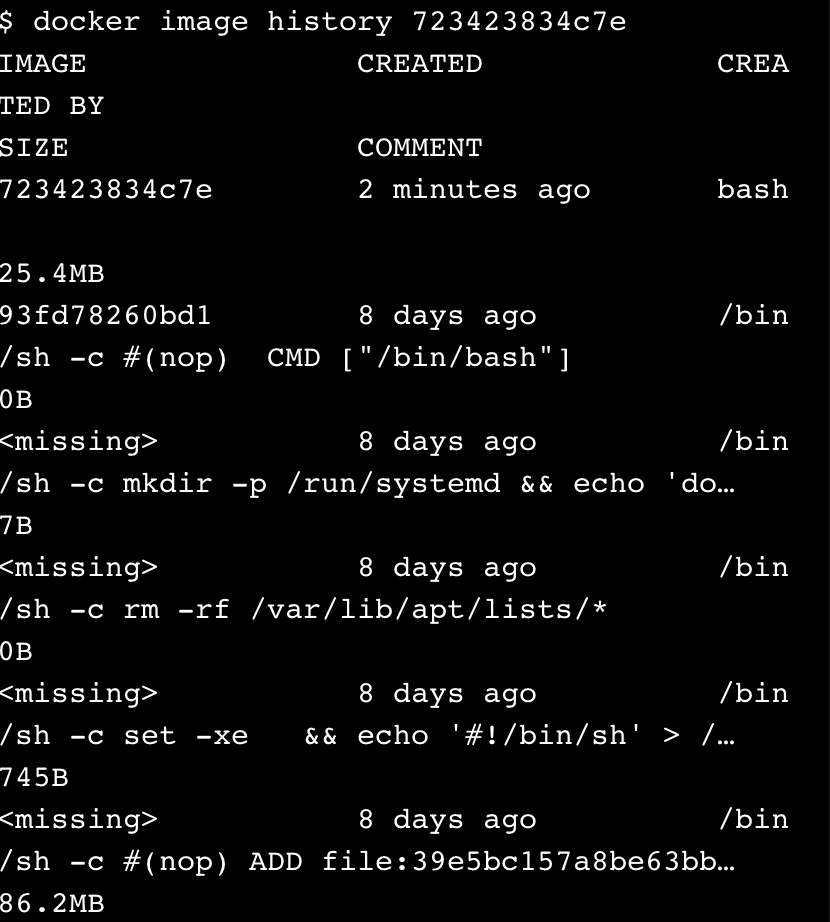 $ docker image history 723423834c7e
IMAGE               CREATED             CREA
TED BY
SIZE                COMMENT
723423834c7e        2 minutes ago       bash
25.4MB
93fd78260bd1        8 days ago          /bin
/sh -c #(nop)  CMD ["/bin/bash"]
0B
<missing>           8 days ago          /bin
/sh -c mkdir -p /run/systemd && echo 'do…
7B
<missing>           8 days ago          /bin
/sh -c rm -rf /var/lib/apt/lists/*
0B
<missing>           8 days ago          /bin
/sh -c set -xe   && echo '#!/bin/sh' > /…
745B
<missing>           8 days ago          /bin
/sh -c #(nop) ADD file:39e5bc157a8be63bb…
86.2MB